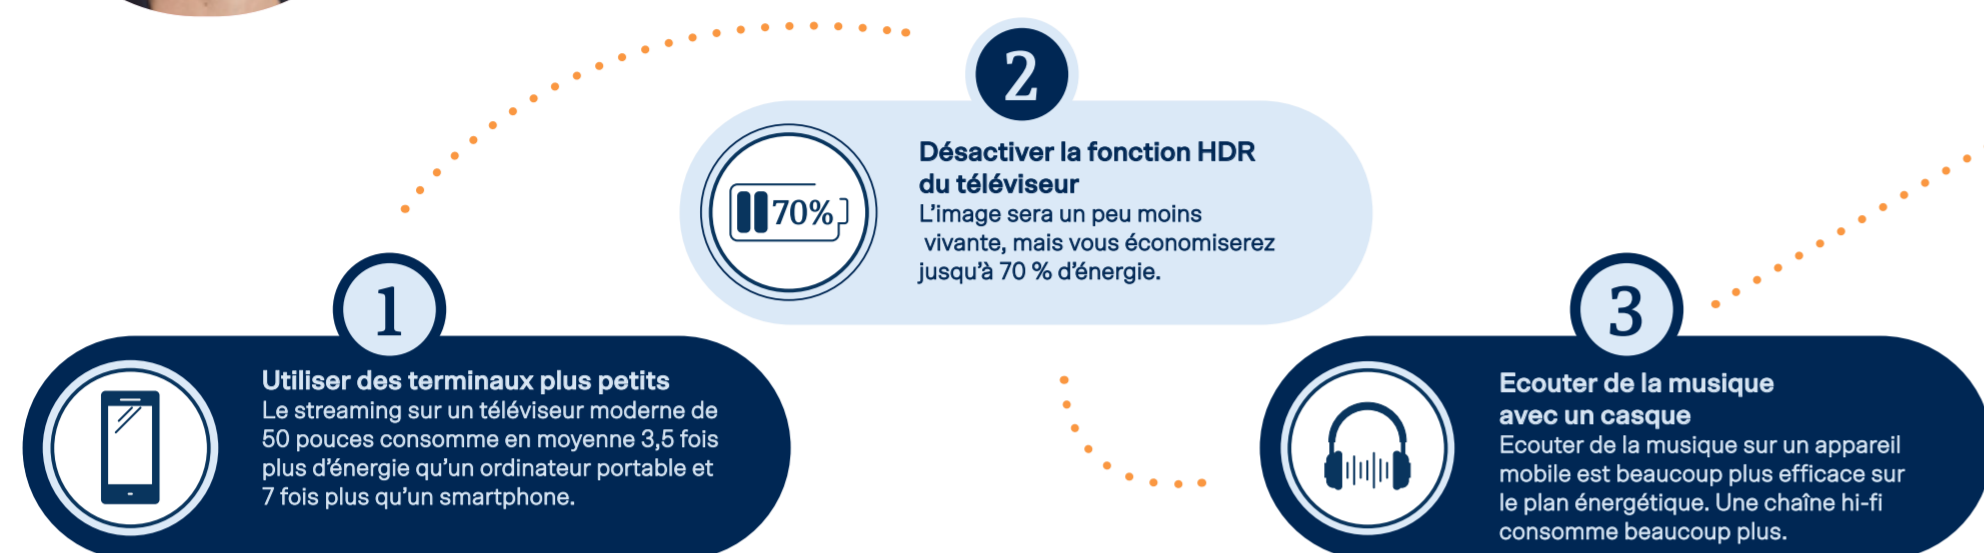 1
Utiliser des terminaux plus petits
Le streaming sur un téléviseur moderne de
50 pouces consomme en moyenne 3,5 fois
plus d’énergie qu’un ordinateur portable et
7 fois plus qu’un smartphone.
2
70%
Désactiver la fonction HDR
du téléviseur
L’image sera un peu moins
vivante, mais vous économiserez
jusqu’à 70 % d’énergie.
3
Ecouter de la musique
avec un casque
Ecouter de la musique sur un appareil
mobile est beaucoup plus efficace sur
le plan énergétique. Une chaîne hi-fi
consomme beaucoup plus.